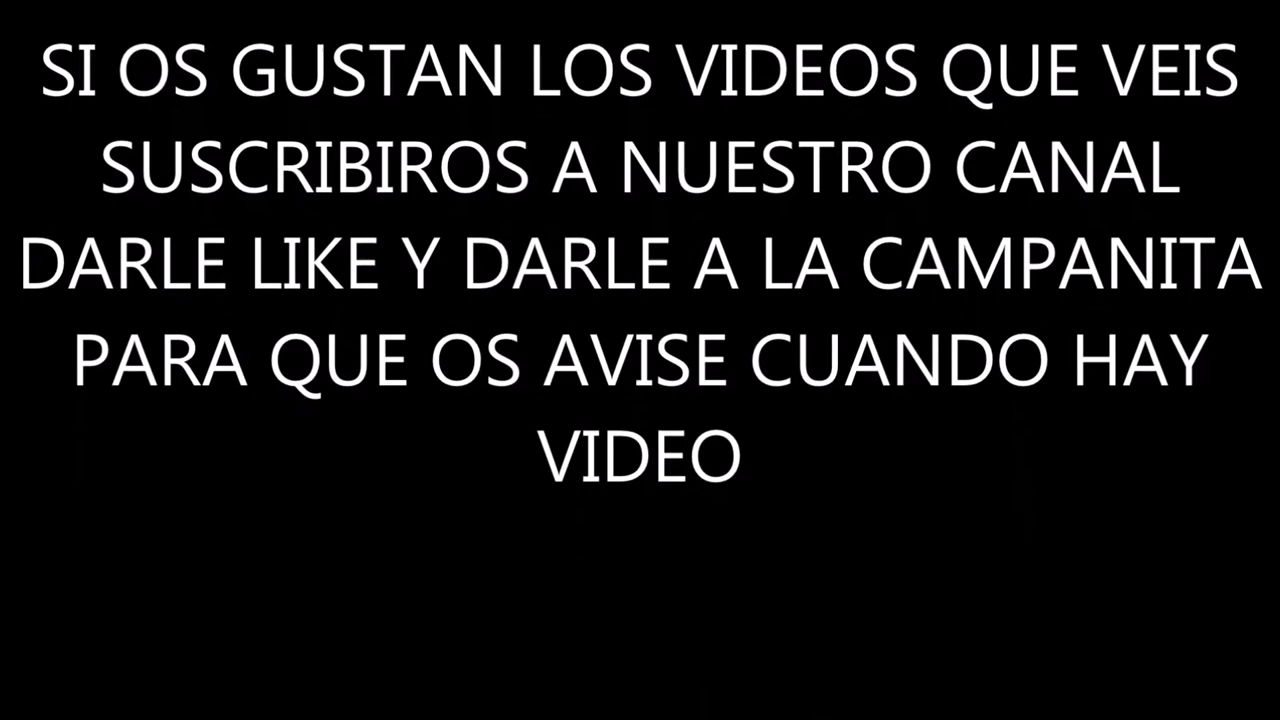 SI OS GUSTAN LOS VIDEOS QUE VEIS
SUSCRIBIROS A NUESTRO CANAL
DARLE LIKE Y DARLE A LA CAMPANITA
PARA QUE OS AVISE CUANDO HAY
VIDEO